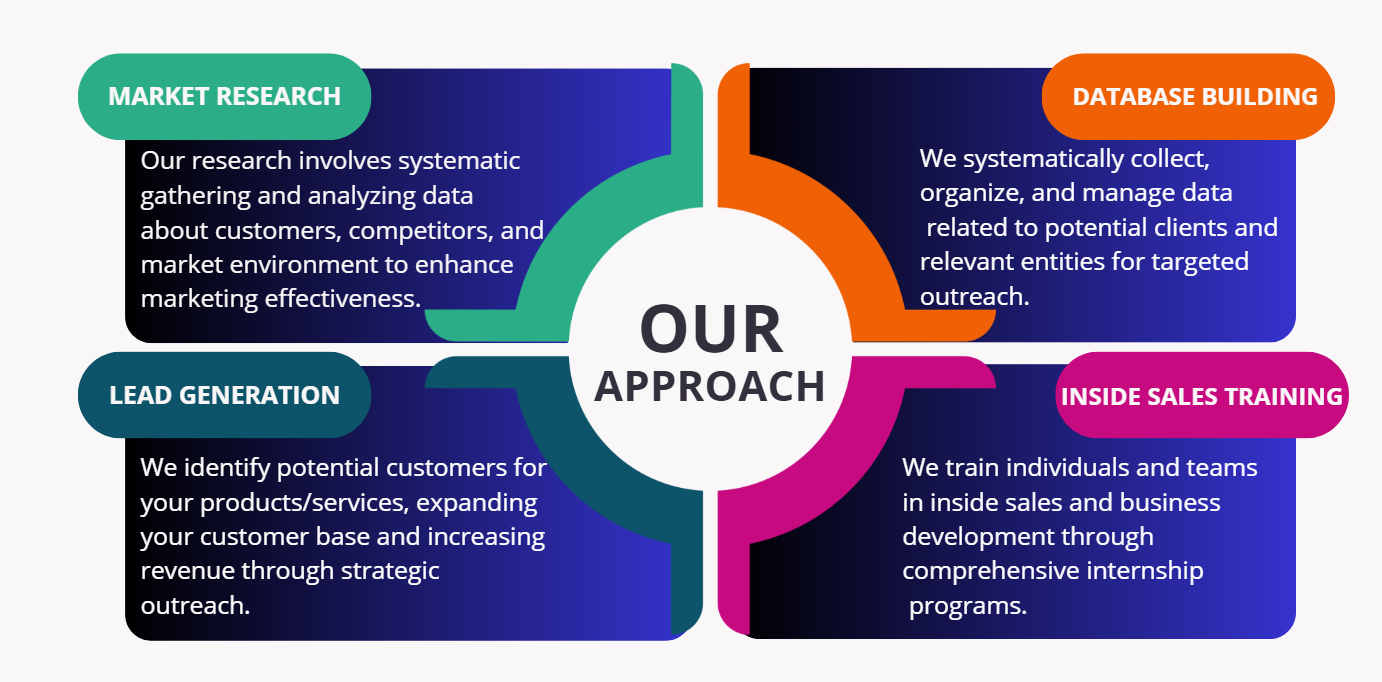 MARKET RESEARCH
Our research involves systematic
gathering and analyzing data
about customers, competitors, and
market environment to enhance
marketing effectiveness.
DATABASE BUILDING
We systematically collect,
organize, and manage data
related to potential clients and
relevant entities for targeted
outreach.
OUR
APPROACH
LEAD GENERATION
We identify potential customers for
your products/services, expanding
your customer base and increasing
revenue through strategic
outreach.
INSIDE SALES TRAINING
We train individuals and teams
in inside sales and business
development through
comprehensive internship
programs.